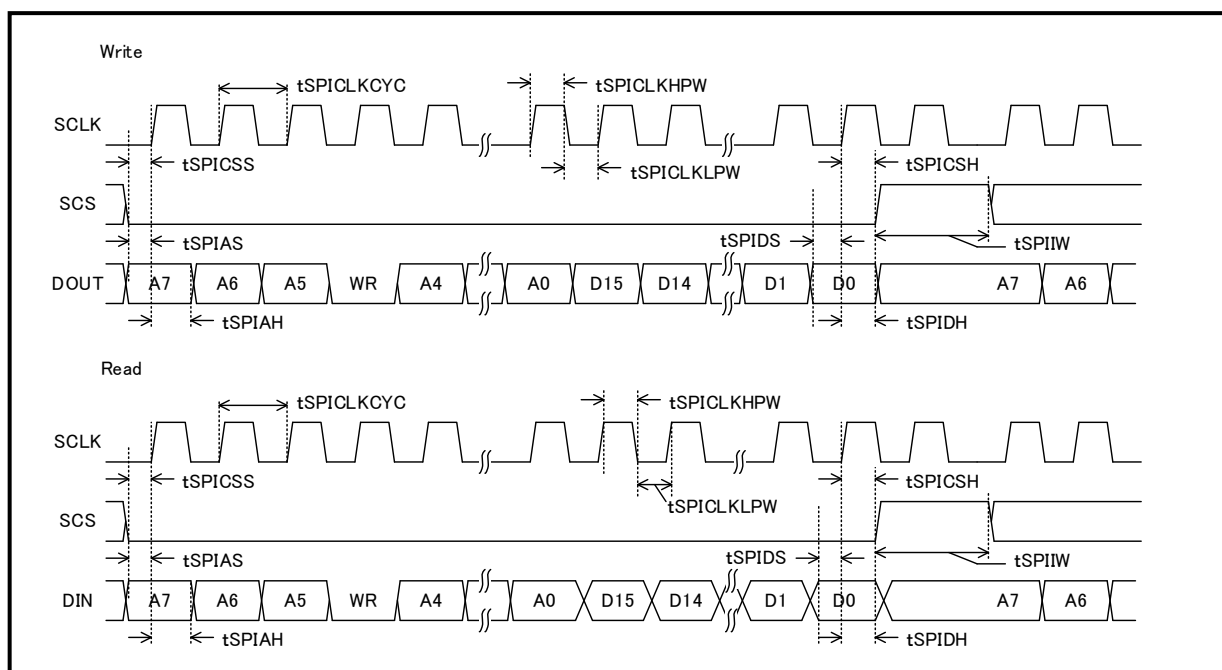 Write
tSPICLKCYC tSPICLKHPW
SCLK
tSPICSS tSPICLKLPW tSPICSH
SCS
tSPIAS tSPIDS tSPIIW
DOUT A7 A6 A5 WR A4 A0 D15 D14 D1 D0 A7 A6
tSPIAH tSPIDH
Read
tSPICLKCYC tSPICLKHPW
SCLK
tSPICSS tSPICSH
tSPICLKLPW
SCS
tSPIAS tSPIDS tSPIIW
DIN A7 A6 A5 WR A4 A0 D15 D14 D1 D0 A7 A6
tSPIAH tSPIDH